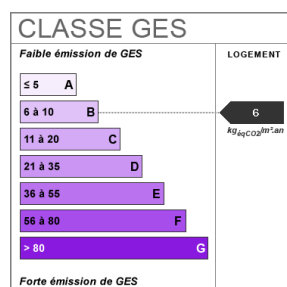 CLASSE GES
Faible émission de GES
LOGEMENT
≤ 5 A
6 à 10 B
6
kgéqCO2/m².an
11 à 20 C
21 à 35 D
36 à 55 E
56 à 80 F
> 80 G
Forte émission de GES